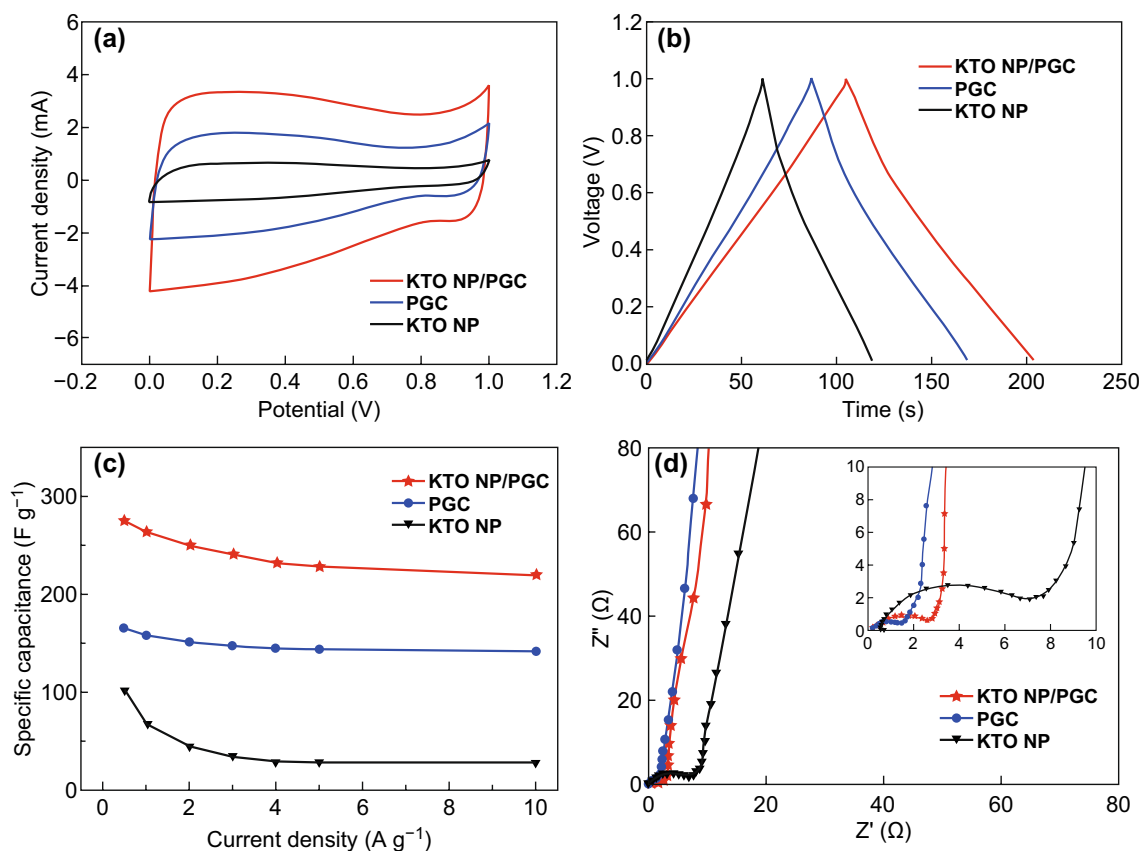 (a)
6
4
2
0
−2
−4
−6
Current density (mA)
KTO NP/PGC
PGC
KTO NP
−0.2 0.0 0.2 0.4 0.6 0.8 1.0 1.2
Potential (V)
(b)
1.2
1.0
0.8
0.6
0.4
0.2
0.0
Voltage (V)
KTO NP/PGC
PGC
KTO NP
0 50 100 150 200 250
Time (s)
(c)
300
200
100
0
Specific capacitance (F g⁻¹)
KTO NP/PGC
PGC
KTO NP
0 2 4 6 8 10
Current density (A g⁻¹)
(d)
80
60
40
20
0
Z" (Ω)
10
8
6
4
2
0
0 2 4 6 8 10
KTO NP/PGC
PGC
KTO NP
0 20 40 60 80
Z' (Ω)